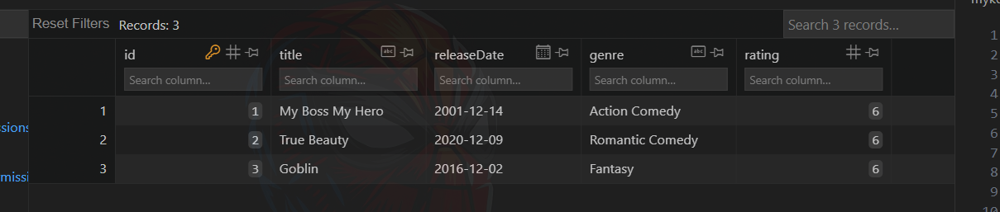 Reset Filters Records: 3 Search 3 records...
id title abc releaseDate genre abc rating
Search column... Search column... Search column... Search column... Search column...
1 1 My Boss My Hero 2001-12-14 Action Comedy 6
2 2 True Beauty 2020-12-09 Romantic Comedy 6
3 3 Goblin 2016-12-02 Fantasy 6
ssions
missi
1
2
3
4
5
6
7
8
9
10